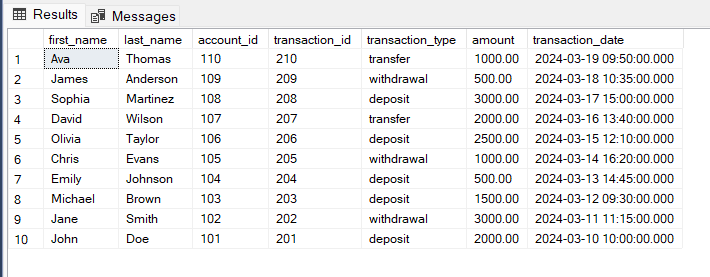 Results Messages
first_name last_name account_id transaction_id transaction_type amount transaction_date
1 Ava Thomas 110 210 transfer 1000.00 2024-03-19 09:50:00.000
2 James Anderson 109 209 withdrawal 500.00 2024-03-18 10:35:00.000
3 Sophia Martinez 108 208 deposit 3000.00 2024-03-17 15:00:00.000
4 David Wilson 107 207 transfer 2000.00 2024-03-16 13:40:00.000
5 Olivia Taylor 106 206 deposit 2500.00 2024-03-15 12:10:00.000
6 Chris Evans 105 205 withdrawal 1000.00 2024-03-14 16:20:00.000
7 Emily Johnson 104 204 deposit 500.00 2024-03-13 14:45:00.000
8 Michael Brown 103 203 deposit 1500.00 2024-03-12 09:30:00.000
9 Jane Smith 102 202 withdrawal 3000.00 2024-03-11 11:15:00.000
10 John Doe 101 201 deposit 2000.00 2024-03-10 10:00:00.000